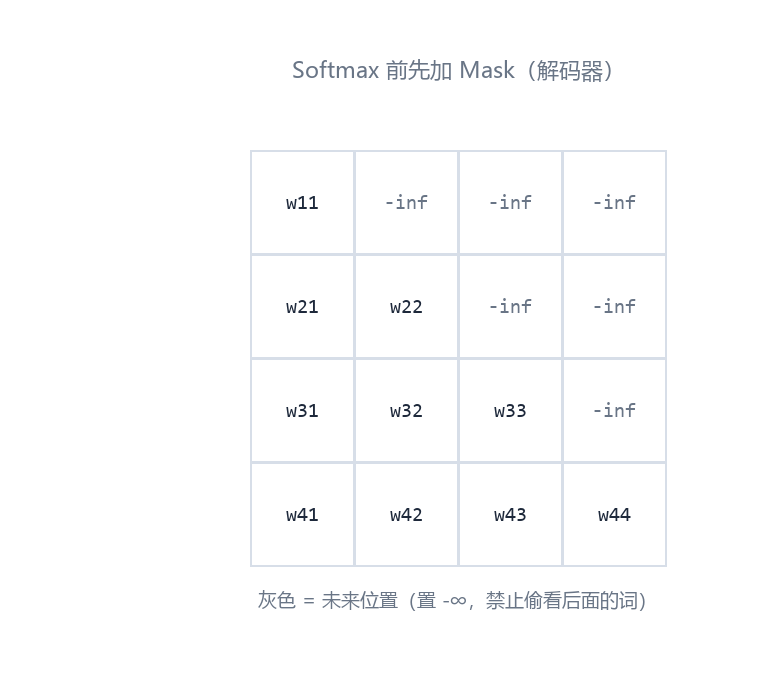 Softmax 前先加 Mask（解码器）
w11 -inf -inf -inf
w21 w22 -inf -inf
w31 w32 w33 -inf
w41 w42 w43 w44
灰色 = 未来位置（置 -∞，禁止偷看后面的词）